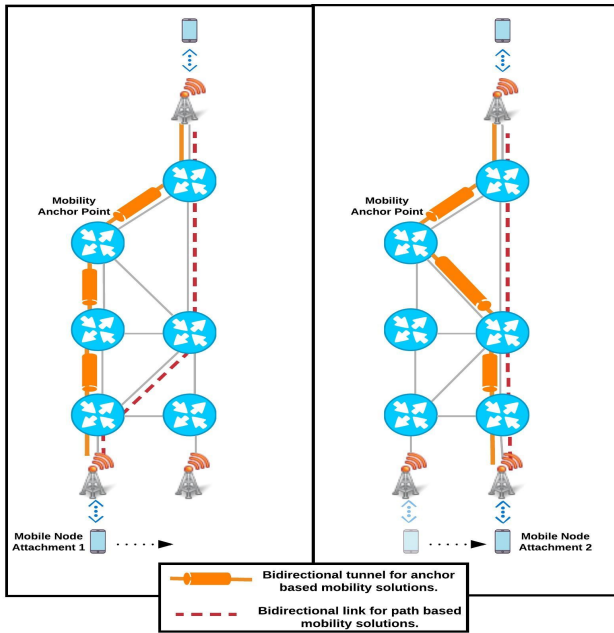 Mobility
Anchor Point
Mobile Node
Attachment 1
Mobility
Anchor Point
Mobile Node
Attachment 2
Bidirectional tunnel for anchor
based mobility solutions.
Bidirectional link for path based
mobility solutions.